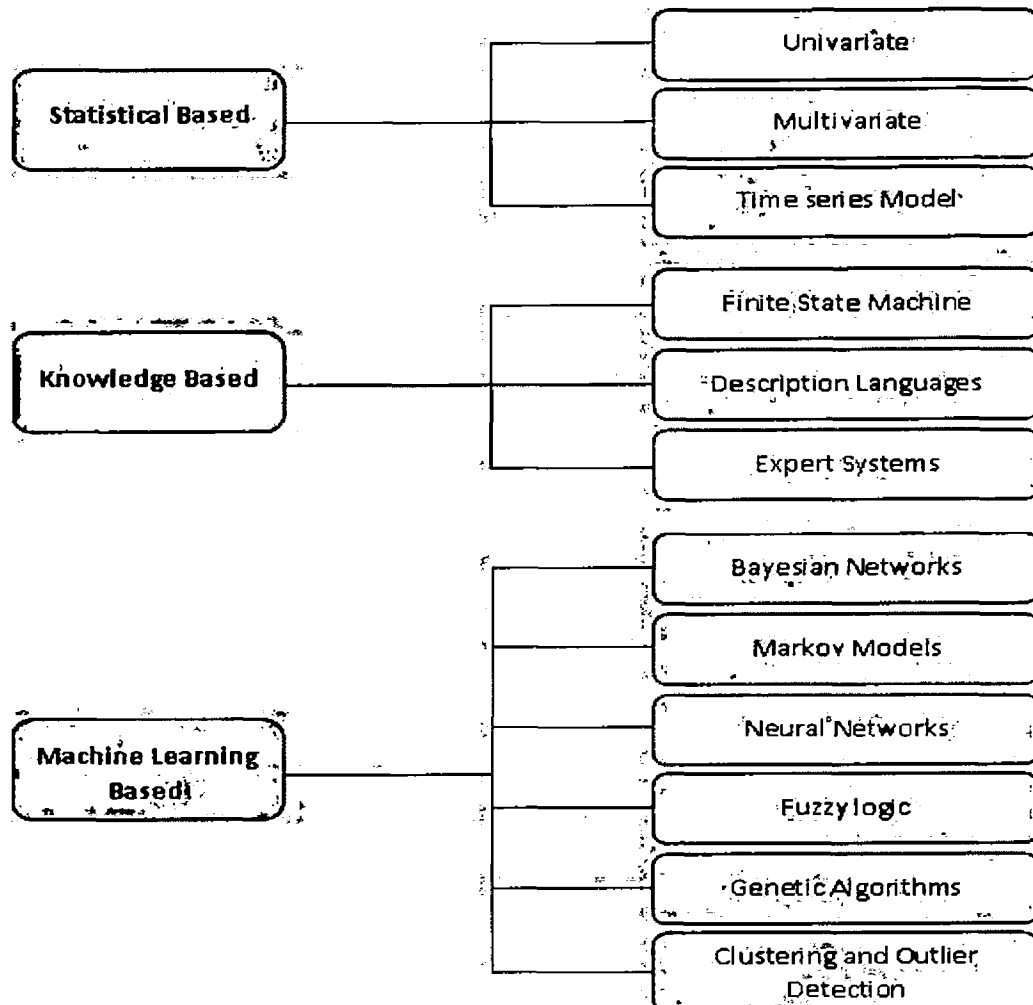 Statistical Based
Univariate
Multivariate
Time series Model
Knowledge Based
Finite State Machine
Description Languages
Expert Systems
Machine Learning
Based
Bayesian Networks
Markov Models
Neural Networks
Fuzzy logic
Genetic Algorithms
Clustering and Outlier
Detection